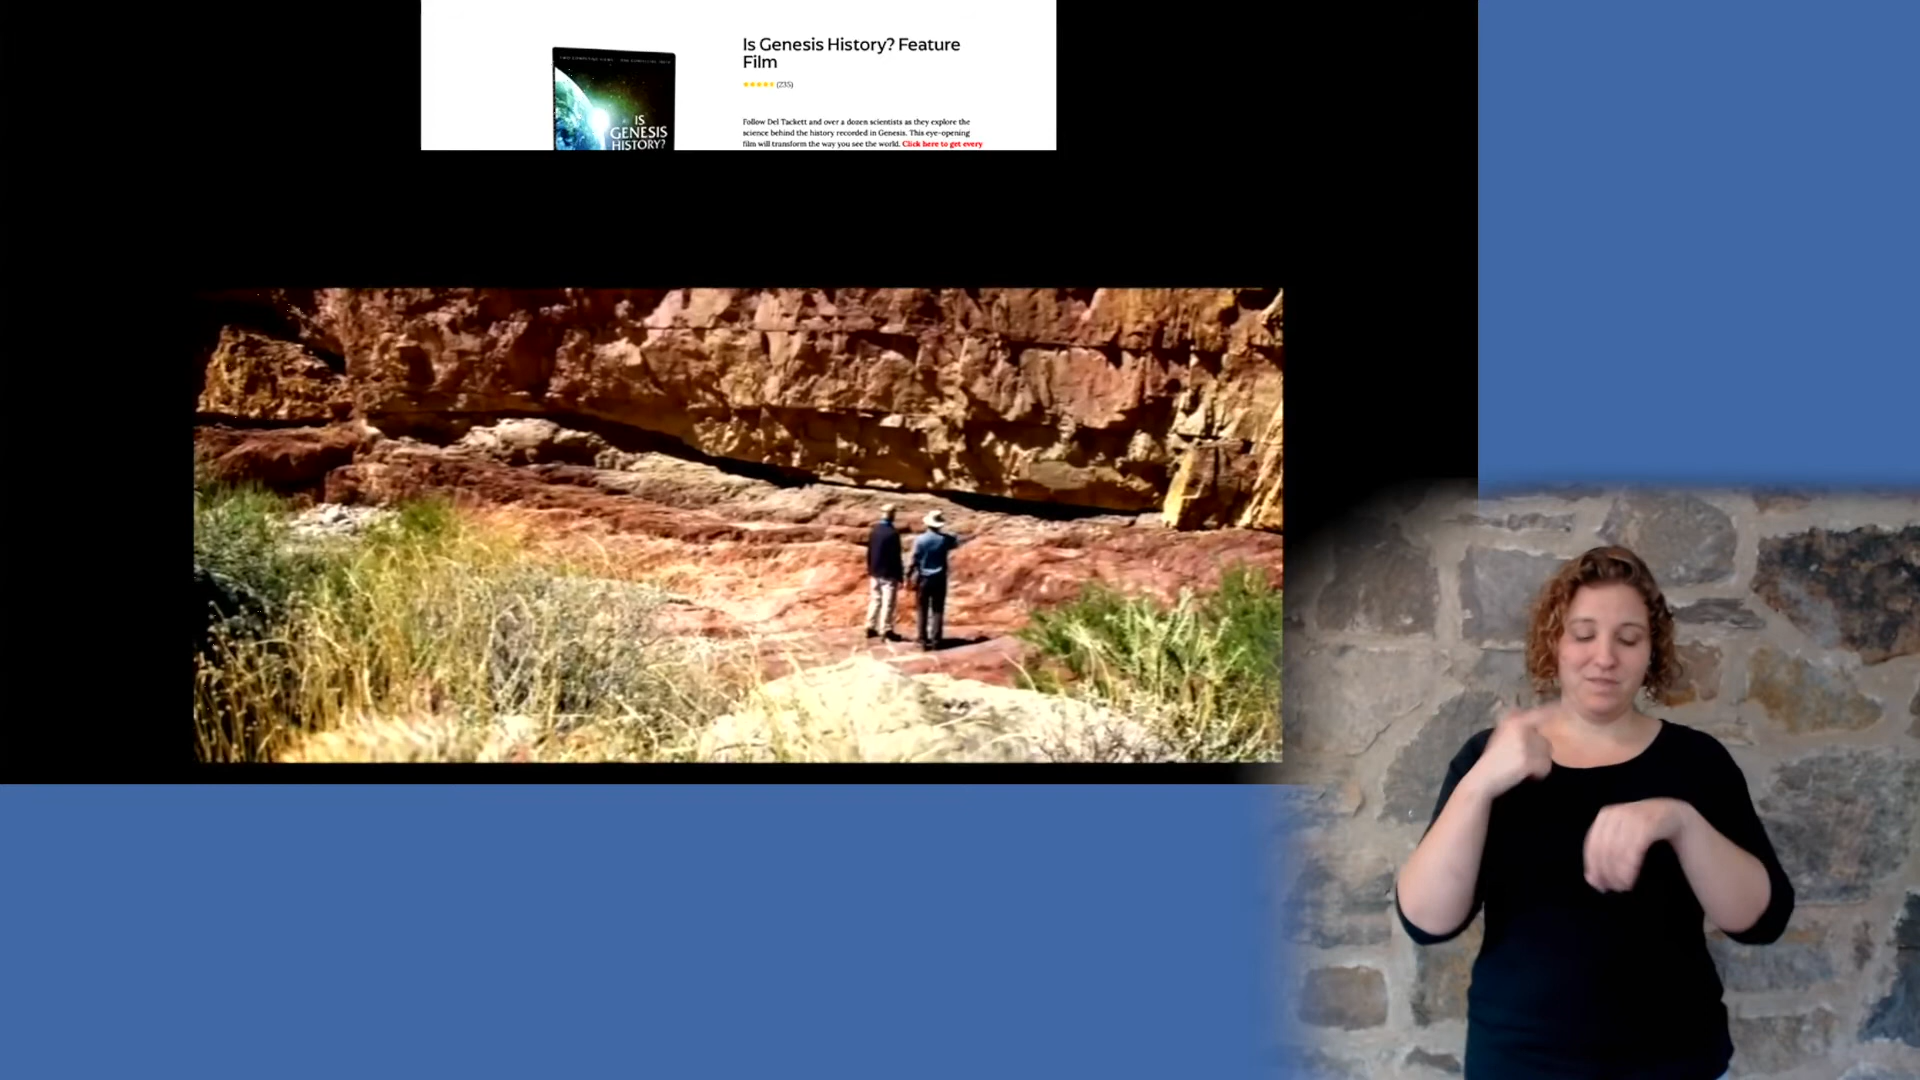 Is Genesis History? Feature
Film
(235)
Follow Del Tackett and over a dozen scientists as they explore the
science behind the history recorded in Genesis. This eye-opening
film will transform the way you see the world. Click here to get every
IS
GENESIS
HISTORY?